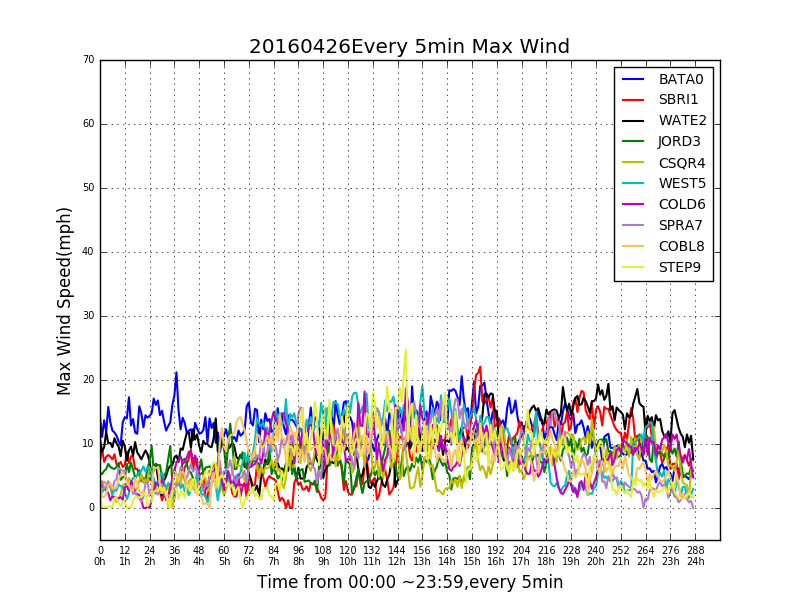 20160426Every 5min Max Wind
70
60
50
40
30
20
10
0
Max Wind Speed(mph)
BATA0
SBRI1
WATE2
JORD3
CSQR4
WEST5
COLD6
SPRA7
COBL8
STEP9
0 12 24 36 48 60 72 84 96 108 120 132 144 156 168 180 192 204 216 228 240 252 264 276 288
0h 1h 2h 3h 4h 5h 6h 7h 8h 9h 10h 11h 12h 13h 14h 15h 16h 17h 18h 19h 20h 21h 22h 23h 24h
Time from 00:00 ~23:59,every 5min